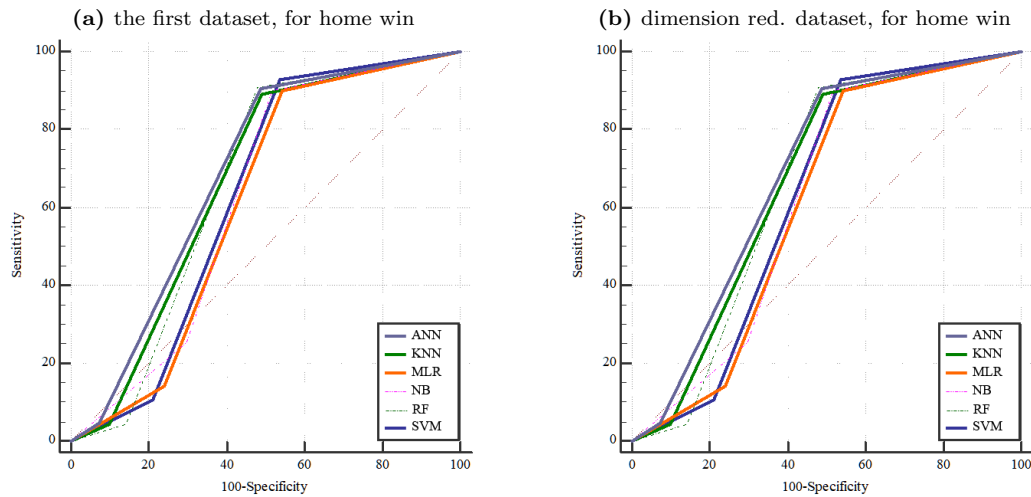 (a) the first dataset, for home win
100
80
60
40
20
0
Sensitivity
ANN
KNN
MLR
NB
RF
SVM
0 20 40 60 80 100
100-Specificity
(b) dimension red. dataset, for home win
100
80
60
40
20
0
Sensitivity
ANN
KNN
MLR
NB
RF
SVM
0 20 40 60 80 100
100-Specificity